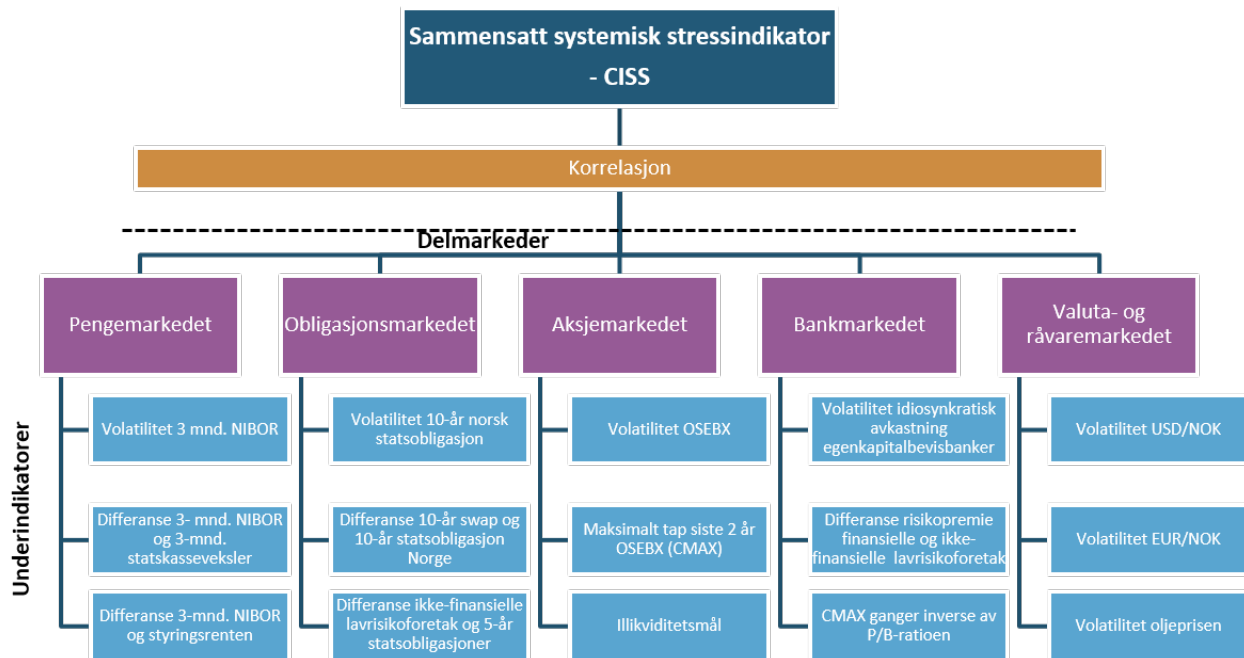 Sammensatt systisk stressindikator
- CISS
Korrelasjon
Delmarkeder
Pengemarkedet
Obligasjonsmarkedet
Aksjemarkedet
Bankmarkedet
Valuta- og
råvaremarkedet
Underindikatorer
Volatilitet 3 mnd. NIBOR
Differanse 3- mnd. NIBOR
og 3-mnd.
statskasseveksler
Differanse 3-mnd. NIBOR
og styringsrenten
Volatilitet 10-år norsk
statsobligasjon
Differanse 10-år swap og
10-år statsobligasjon
Norge
Differanse ikke-finansielle
lavrisikoforetak og 5-år
statsobligasjoner
Volatilitet OSEBX
Maksimalt tap siste 2 år
OSEBX (CMAX)
Illikviditetsmål
Volatilitet idiosynkratisk
avkastning
egenkapitalbevisbanker
Differanse risikopremie
finansielle og ikke-
finansielle lavrisikoforetak
CMAX ganger inverse av
P/B-ratioen
Volatilitet USD/NOK
Volatilitet EUR/NOK
Volatilitet oljeprisen